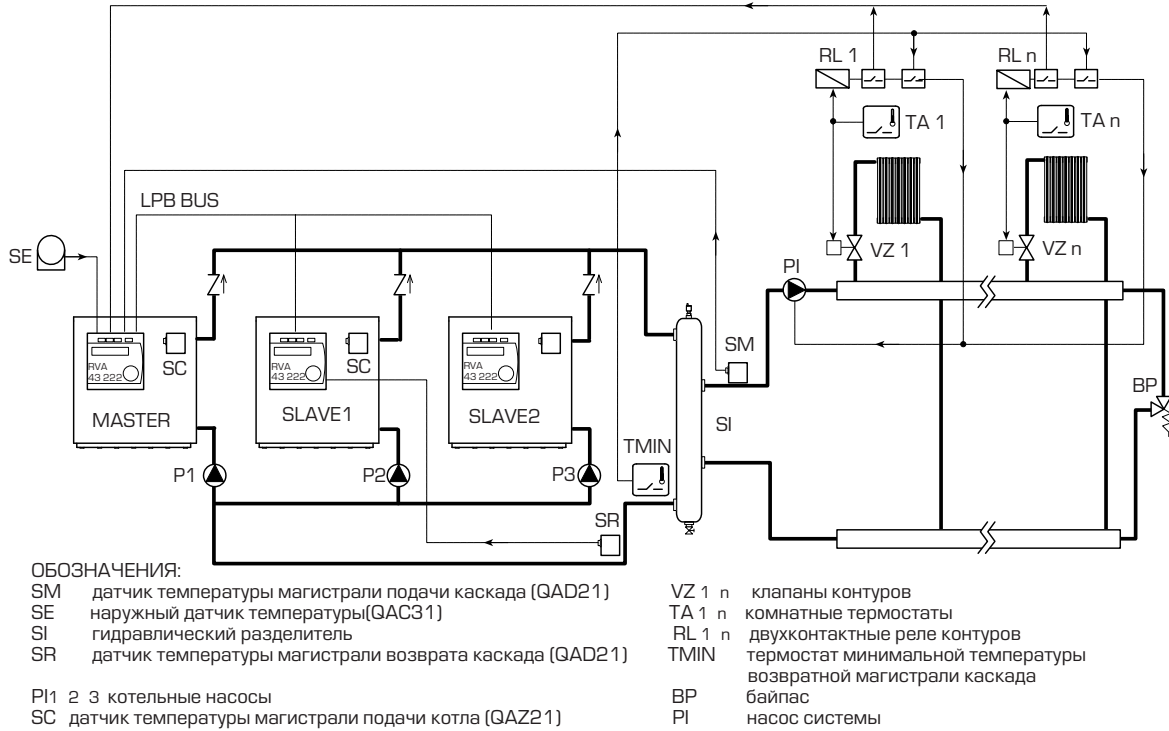 RL 1
RL n
TA 1
TA n
LPB BUS
SE
VZ 1
VZ n
PI
SM
BP
RVA
43 222
SC
MASTER
RVA
43 222
SC
SLAVE1
RVA
43 222
SLAVE2
SI
TMIN
P1
P2
P3
SR
ОБОЗНАЧЕНИЯ:
SM датчик температуры магистрали подачи каскада (QAD21)
SE наружный датчик температуры(QAC31)
SI гидравлический разделитель
SR датчик температуры магистрали возврата каскада (QAD21)
PI1 2 3 котельные насосы
SC датчик температуры магистрали подачи котла (QAZ21)
VZ 1 n клапаны контуров
TA 1 n комнатные термостаты
RL 1 n двухконтактные реле контуров
TMIN термостат минимальной температуры
возвратной магистрали каскада
BP байпас
PI насос системы